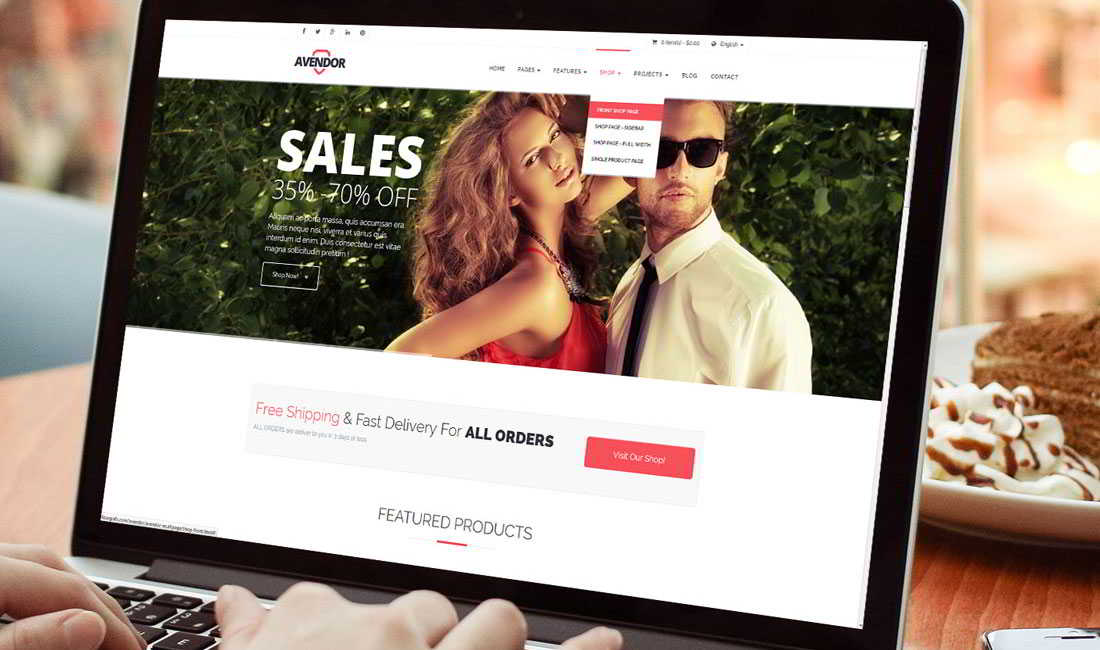 0 item(s) - $0.00 English
AVENDOR
HOME PAGES FEATURES SHOP PROJECTS BLOG CONTACT
FRONT SHOP PAGE
SHOP PAGE - SIDEBAR
SHOP PAGE - FULL WIDTH
SINGLE PRODUCT PAGE
SALES
35% - 70% OFF
Aliquam ac porta massa, quis accumsan era
Mauris neque nisi, viverra et varius quis
interdum id enim. Duis consectetur est vitae
magna sollicitudin pretium !
Shop Now!
Free Shipping & Fast Delivery For ALL ORDERS
ALL ORDERS are deliver to you in 3 days or less
Visit Our Shop!
FEATURED PRODUCTS